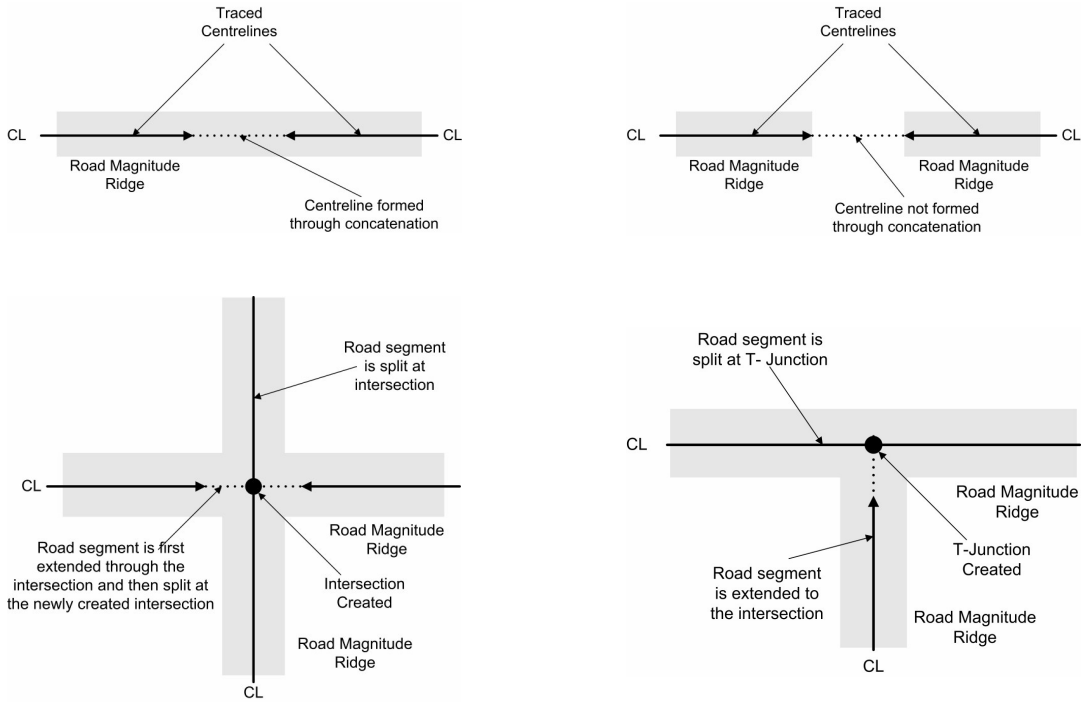 Traced
Centrelines
CL
CL
Road Magnitude
Ridge
Centreline formed
through concatenation
Traced
Centrelines
CL
CL
Road Magnitude
Ridge
Road Magnitude
Ridge
Centreline not formed
through concatenation
Road segment
is split at
intersection
CL
Road Magnitude
Ridge
Road segment is first
extended through the
intersection and then split at
the newly created intersection
Intersection
Created
Road Magnitude
Ridge
CL
Road segment is
split at T- Junction
CL
Road Magnitude
Ridge
T-Junction
Created
Road segment
is extended to
the intersection
Road Magnitude
Ridge
CL